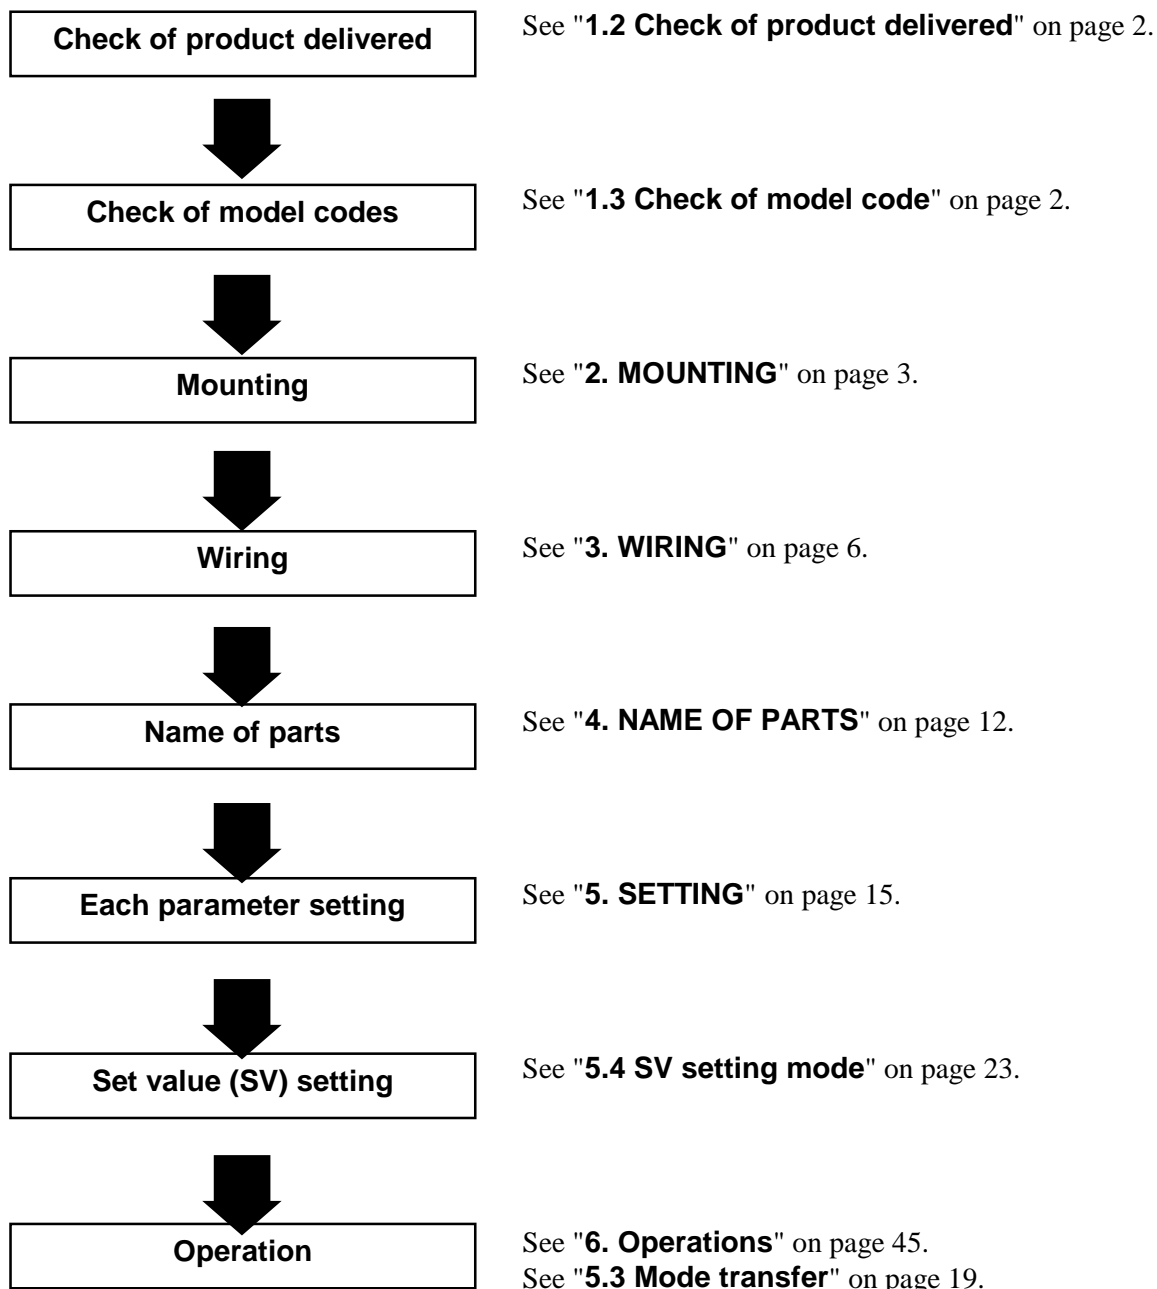 Check of product delivered
See "1.2 Check of product delivered" on page 2.
Check of model codes
See "1.3 Check of model code" on page 2.
Mounting
See "2. MOUNTING" on page 3.
Wiring
See "3. WIRING" on page 6.
Name of parts
See "4. NAME OF PARTS" on page 12.
Each parameter setting
See "5. SETTING" on page 15.
Set value (SV) setting
See "5.4 SV setting mode" on page 23.
Operation
See "6. Operations" on page 45.
See "5.3 Mode transfer" on page 19.